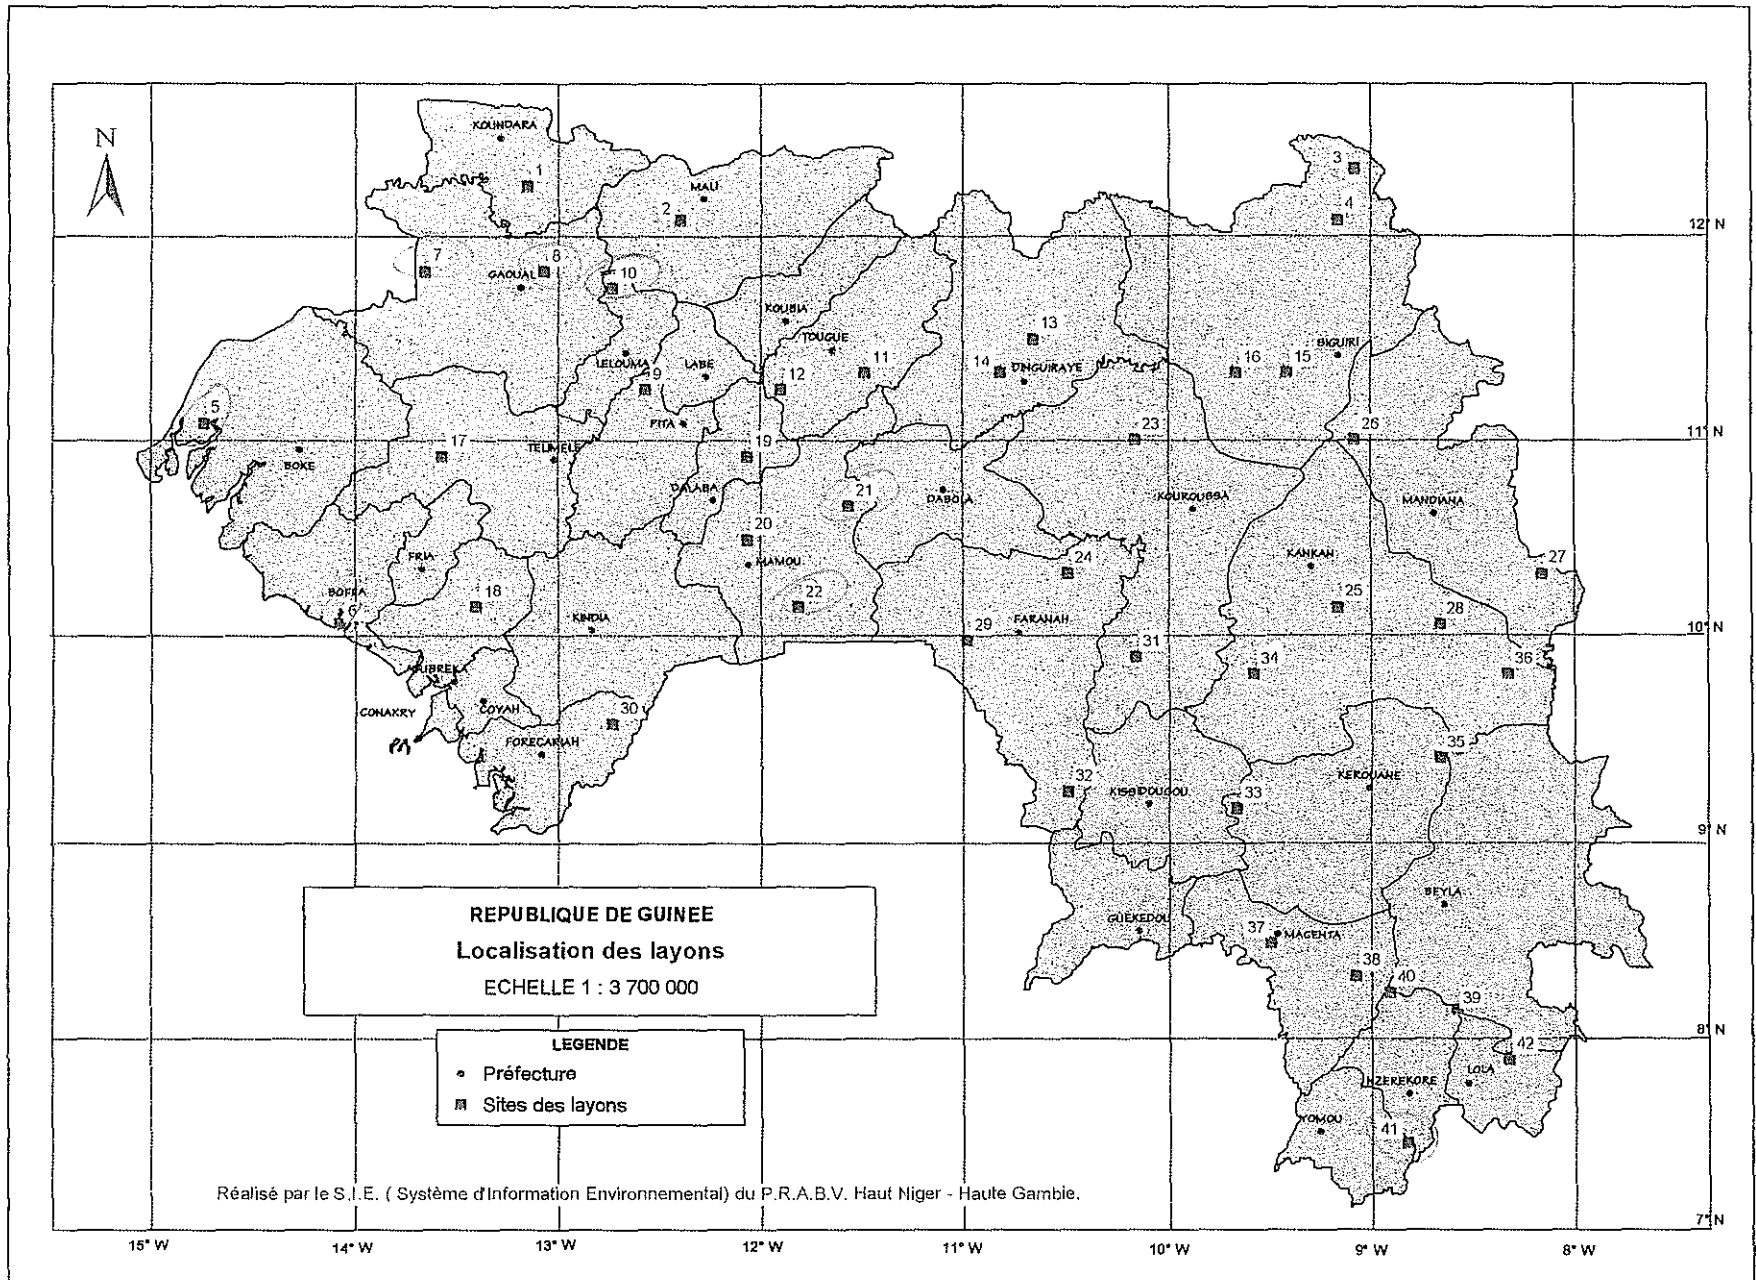 N
KOUNDARA
1
3
MALI
2
4
12° N
7
8
GAOUAL
10
KOUBIA
13
TOUGUE
BIGUIRI
LELOUMA
LABE
11
14
DINGUIRAYE
16
15
9
12
5
PITA
23
26
11° N
17
TELIMELE
19
BOKE
DALABA
21
DABOLA
KOUROUSSA
MANDIANA
20
FRIA
MAMOU
24
KANKAN
27
BOFFA
18
22
25
28
6
KINDIA
29
FARANAH
10° N
31
34
36
DUBREKA
CONAKRY
COYAH
30
FORECARIAH
35
32
KISSIDOUGOU
33
KEROUANE
9° N
BEYLA
REPUBLIQUE DE GUINEE
GUEKEDOU
37
MACENTA
Localisation des layons
38
40
ECHELLE 1 : 3 700 000
39
8° N
LEGENDE
42
Préfecture
NZEREKORE
LOLA
Sites des layons
YOMOU
41
Réalisé par le S.I.E. ( Système d'Information Environnemental) du P.R.A.B.V. Haut Niger - Haute Gambie.
7° N
15° W
14° W
13° W
12° W
11° W
10° W
9° W
8° W